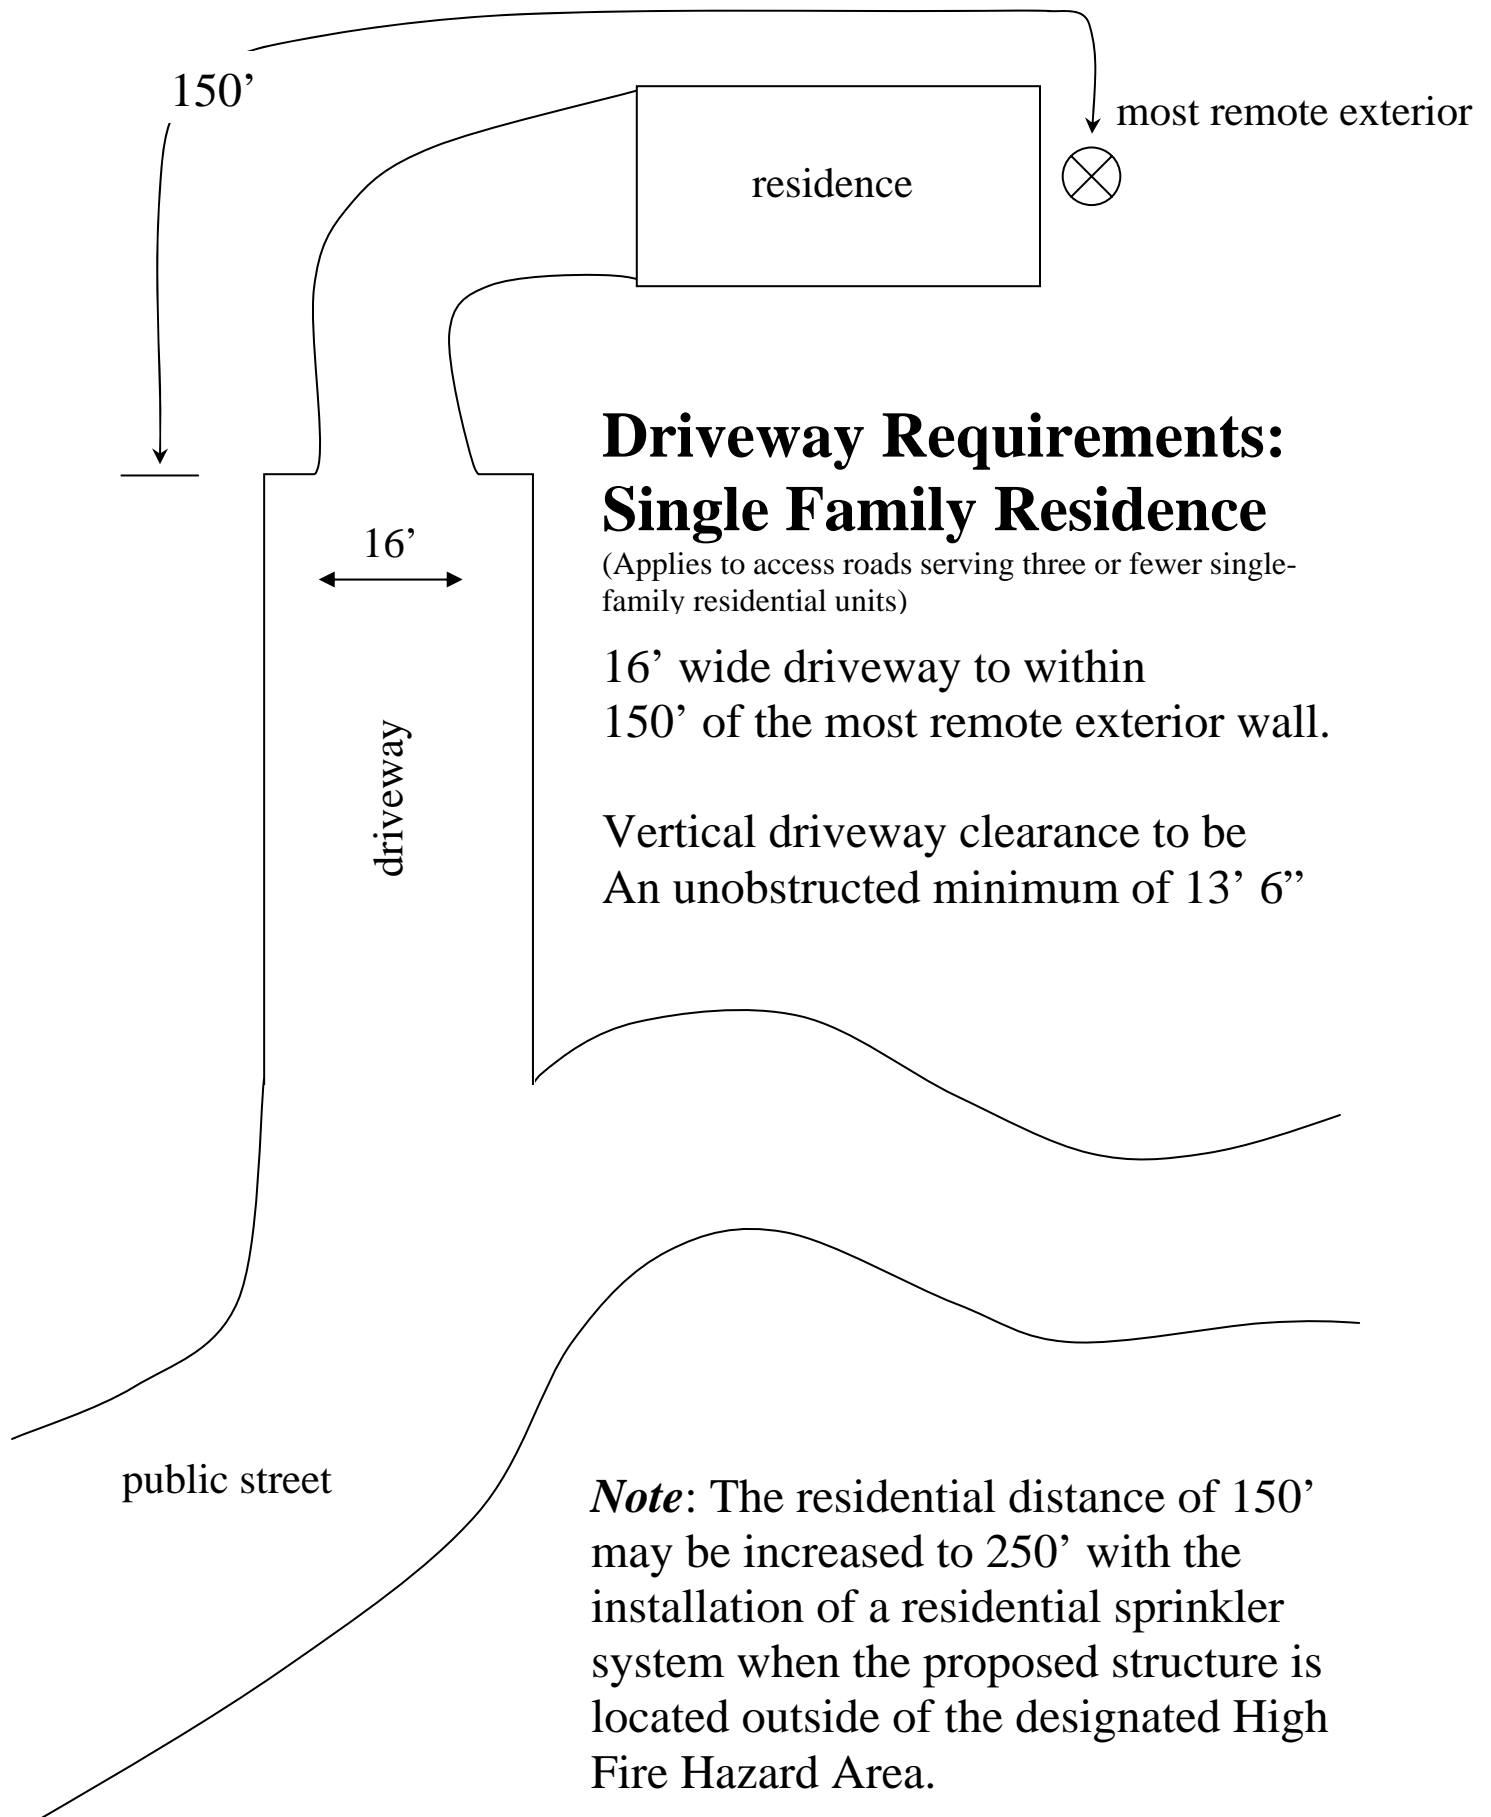 150’
most remote exterior
residence
Driveway Requirements:
Single Family Residence
(Applies to access roads serving three or fewer single-
family residential units)
16’
16’ wide driveway to within
150’ of the most remote exterior wall.
driveway
Vertical driveway clearance to be
An unobstructed minimum of 13’ 6”
public street
Note: The residential distance of 150’
may be increased to 250’ with the
installation of a residential sprinkler
system when the proposed structure is
located outside of the designated High
Fire Hazard Area.